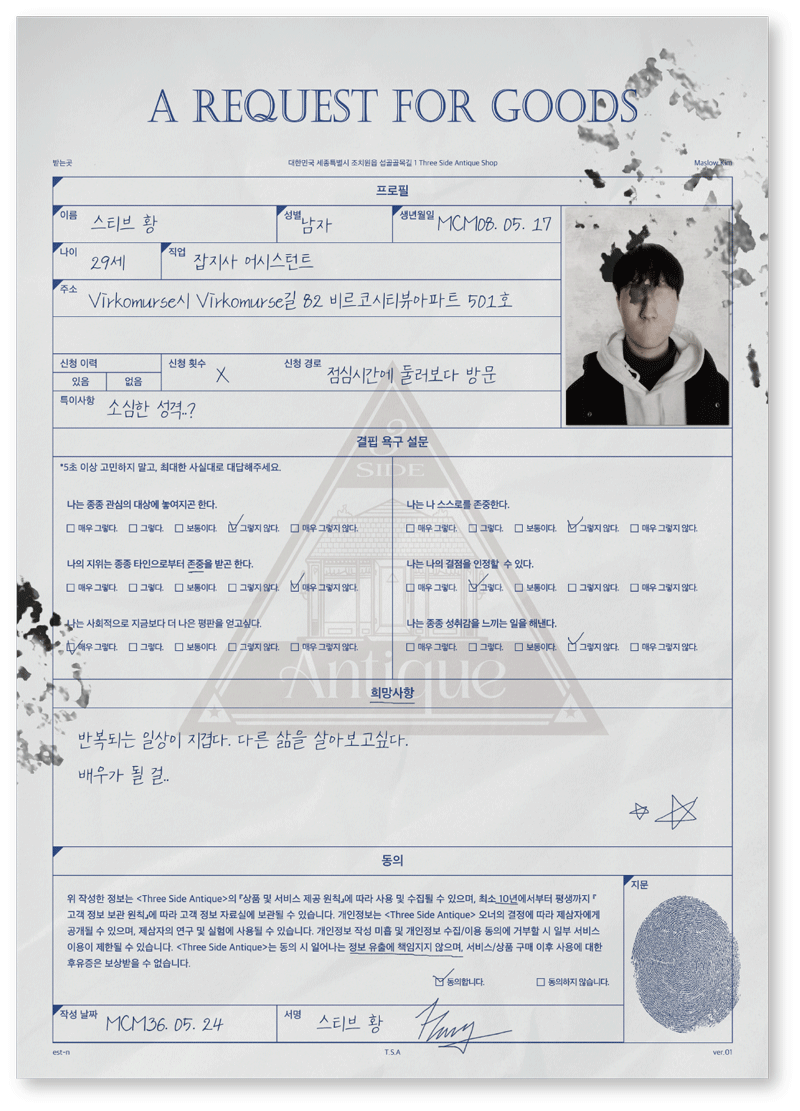 A REQUEST FOR GOODS
받는곳 대한민국 세종특별시 조치원읍 섭골골목길 1 Three Side Antique Shop Maslow Kim
프로필
이름 스티브 황 성별 남자 생년월일 MCM08. 05. 17
나이 29세 직업 잡지사 어시스턴트
주소 Virkomurse시 Virkomurse길 82 비르코시티뷰아파트 501호
신청 이력 신청 횟수 X 신청 경로 점심시간에 둘러보다 방문
있음 없음
특이사항 소심한 성격..?
3
SIDE
Antique
결핍 욕구 설문
*5초 이상 고민하지 말고, 최대한 사실대로 대답해주세요.
나는 종종 관심의 대상에 놓여지곤 한다. 나는 나 스스로를 존중한다.
매우 그렇다. 그렇다. 보통이다. 그렇지 않다. 매우 그렇지 않다. 매우 그렇다. 그렇다. 보통이다. 그렇지 않다. 매우 그렇지 않다.
나의 지위는 종종 타인으로부터 존중을 받곤 한다. 나는 나의 결점을 인정할 수 있다.
매우 그렇다. 그렇다. 보통이다. 그렇지 않다. 매우 그렇지 않다. 매우 그렇다. 그렇다. 보통이다. 그렇지 않다. 매우 그렇지 않다.
나는 사회적으로 지금보다 더 나은 평판을 얻고싶다. 나는 종종 성취감을 느끼는 일을 해낸다.
매우 그렇다. 그렇다. 보통이다. 그렇지 않다. 매우 그렇지 않다. 매우 그렇다. 그렇다. 보통이다. 그렇지 않다. 매우 그렇지 않다.
희망사항
반복되는 일상이 지겹다. 다른 삶을 살아보고싶다.
배우가 될 걸..
동의
위 작성한 정보는 <Three Side Antique>의 『상품 및 서비스 제공 원칙』에 따라 사용 및 수집될 수 있으며, 최소 10년에서부터 평생까지 『
고객 정보 보관 원칙』에 따라 고객 정보 자료실에 보관될 수 있습니다. 개인정보는 <Three Side Antique> 오너의 결정에 따라 제삼자에게
공개될 수 있으며, 제삼자의 연구 및 실험에 사용될 수 있습니다. 개인정보 작성 미흡 및 개인정보 수집/이용 동의에 거부할 시 일부 서비스
이용이 제한될 수 있습니다. <Three Side Antique>는 동의 시 일어나는 정보 유출에 책임지지 않으며, 서비스/상품 구매 이후 사용에 대한
후유증은 보상받을 수 없습니다.
동의합니다. 동의하지 않습니다.
지문
작성 날짜 MCM36. 05. 24 서명 스티브 황
est-n T.S.A ver.01